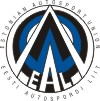 ESTONIAN AUTOSPORT UNION
EAL
EESTI AUTOSPORDI LIIT